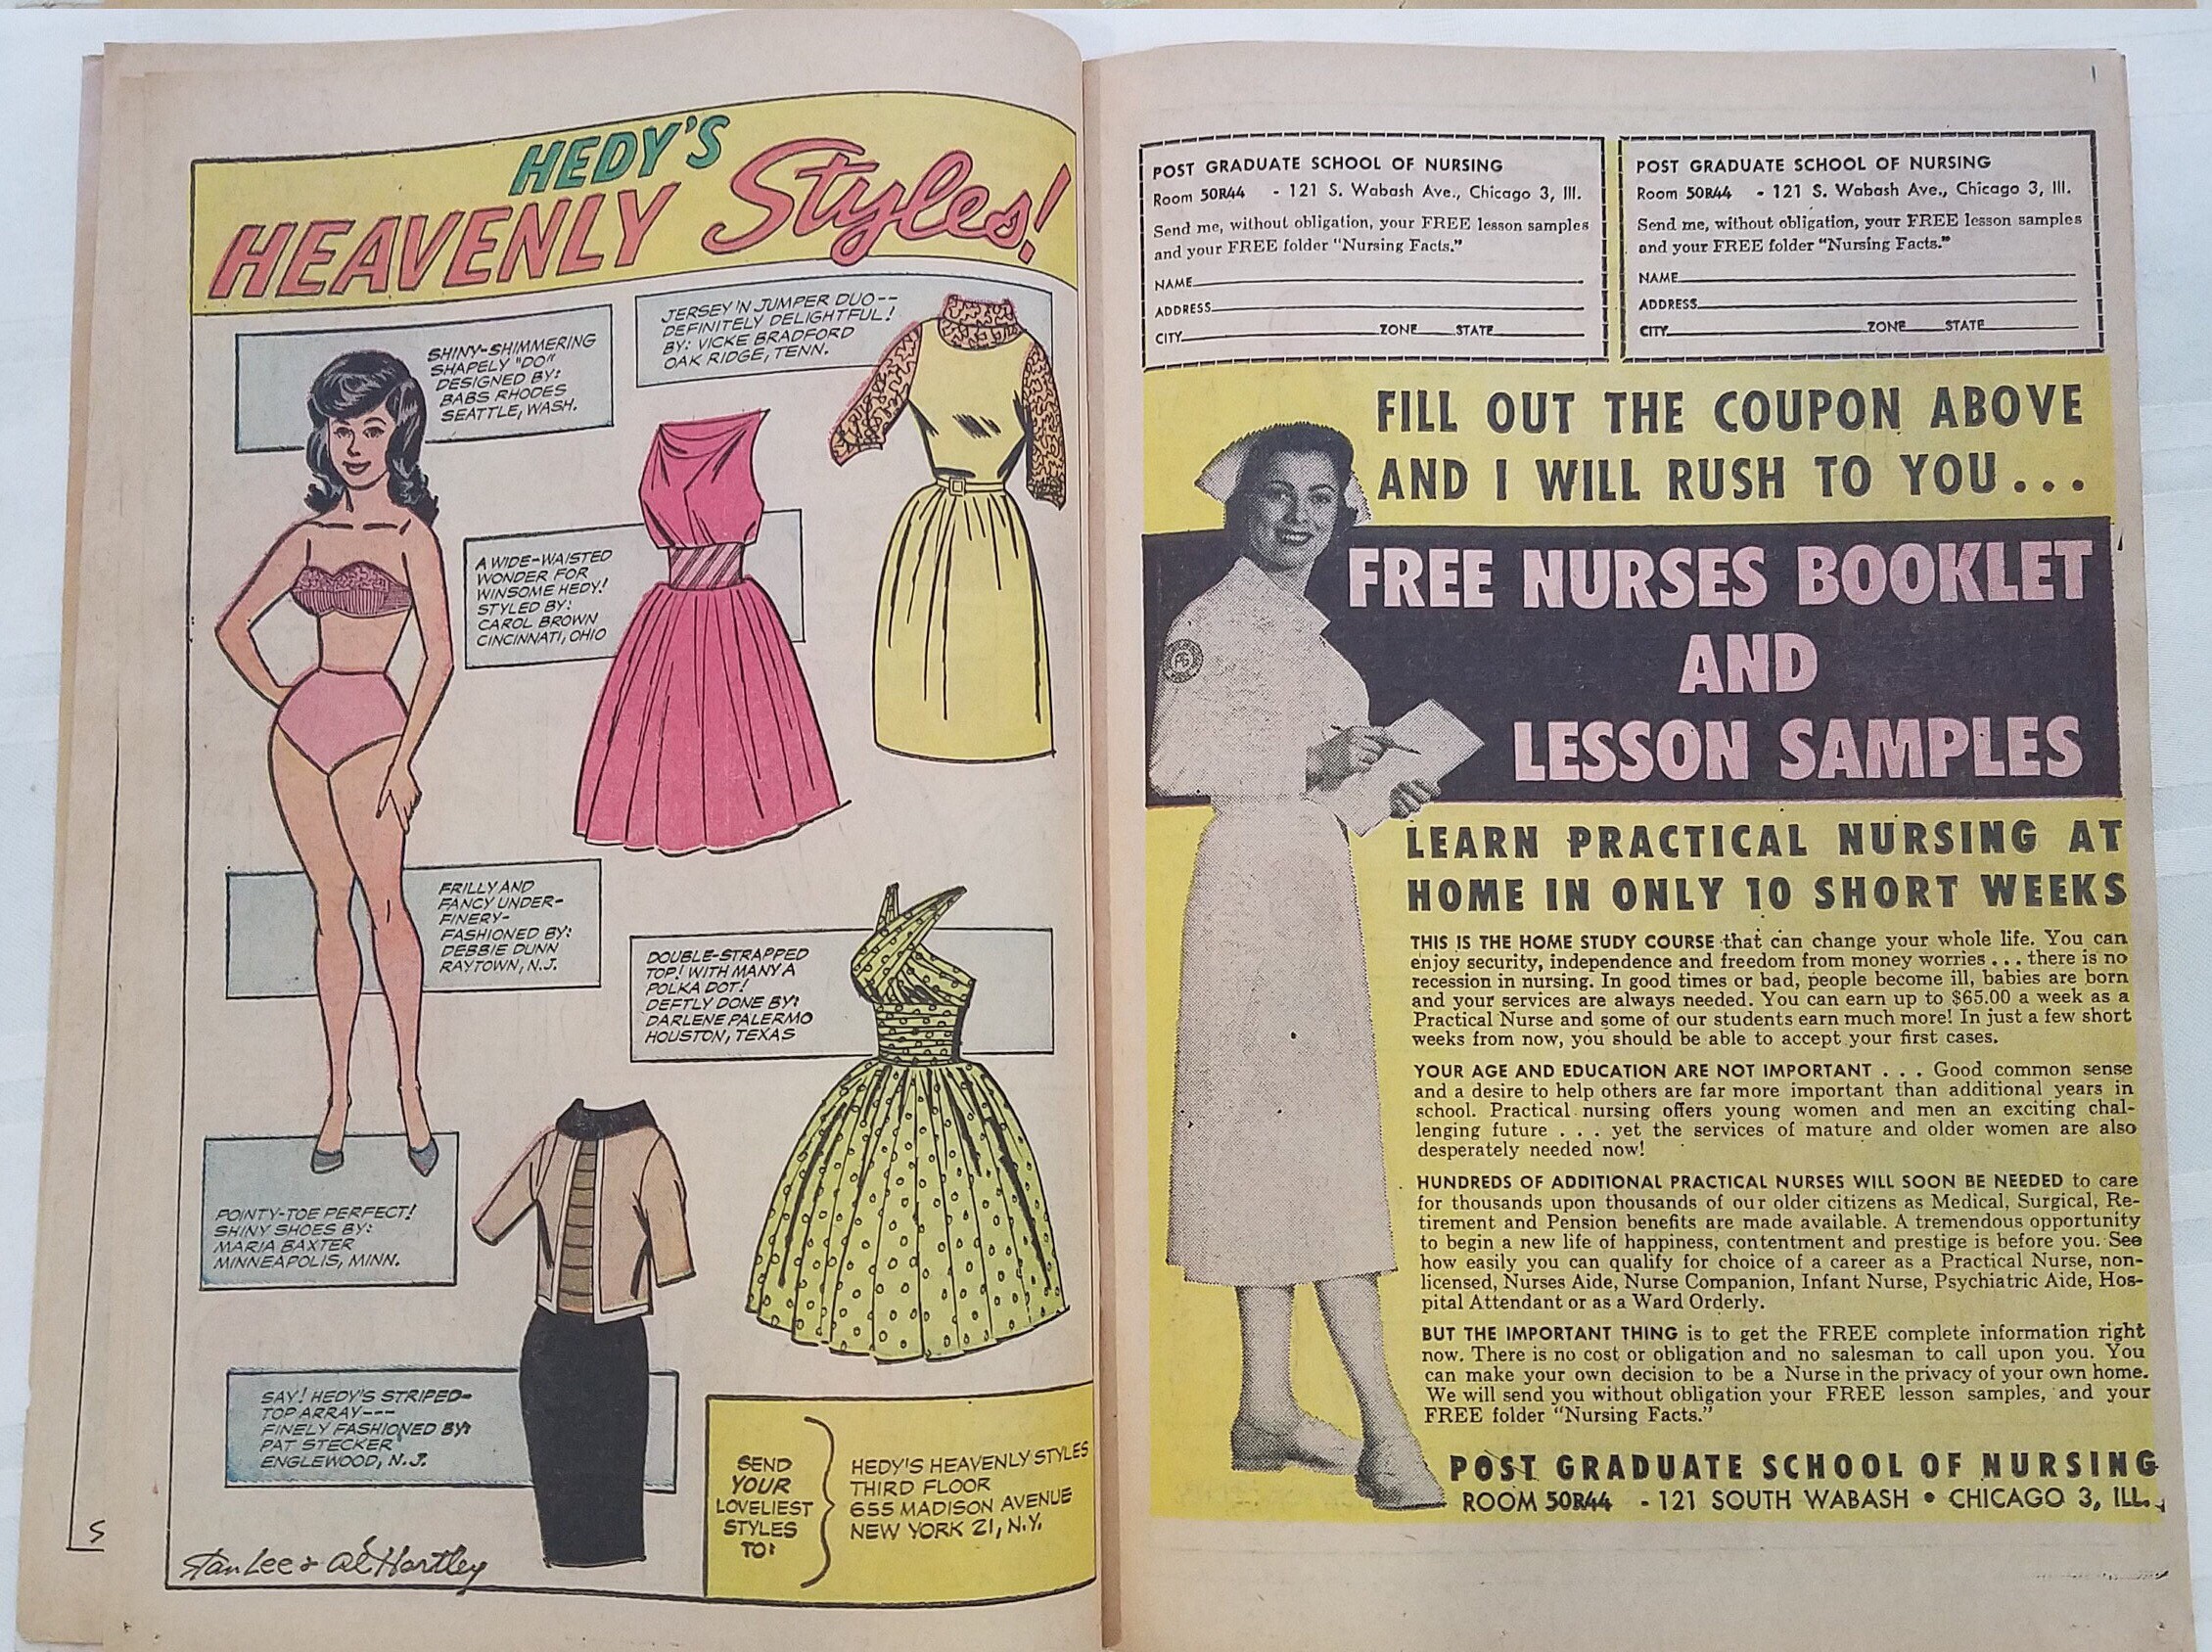 HEDY'S
HEAVENLY Styles!
SHINY-SHIMMERING
SHAPELY "DO"
DESIGNED BY:
BABS RHODES
SEATTLE, WASH.
JERSEY 'N JUMPER DUO--
DEFINITELY DELIGHTFUL!
BY: VICKE BRADFORD
OAK RIDGE, TENN.
A WIDE-WAISTED
WONDER FOR
WINSOME HEDY!
STYLED BY:
CAROL BROWN
CINCINNATI, OHIO
FRILLY AND
FANCY UNDER-
FINERY-
FASHIONED BY:
DEBBIE DUNN
RAYTOWN, N.J.
DOUBLE-STRAPPED
TOP! WITH MANY A
POLKA DOT!
DEFTLY DONE BY:
DARLENE PALERMO
HOUSTON, TEXAS
POINTY-TOE PERFECT!
SHINY SHOES BY:
MARIA BAXTER
MINNEAPOLIS, MINN.
SAY! HEDY'S STRIPED-
TOP ARRAY---
FINELY FASHIONED BY:
PAT STECKER
ENGLEWOOD, N.J.
SEND
YOUR
LOVELIEST
STYLES
TO:
HEDY'S HEAVENLY STYLES
THIRD FLOOR
655 MADISON AVENUE
NEW YORK 21, N.Y.
Stan Lee & Al Hartley
S
POST GRADUATE SCHOOL OF NURSING
Room 50R44 - 121 S. Wabash Ave., Chicago 3, Ill.
Send me, without obligation, your FREE lesson samples
and your FREE folder "Nursing Facts."
NAME
ADDRESS
CITY ZONE STATE
POST GRADUATE SCHOOL OF NURSING
Room 50R44 - 121 S. Wabash Ave., Chicago 3, Ill.
Send me, without obligation, your FREE lesson samples
and your FREE folder "Nursing Facts."
NAME
ADDRESS
CITY ZONE STATE
FILL OUT THE COUPON ABOVE
AND I WILL RUSH TO YOU...
FREE NURSES BOOKLET
AND
LESSON SAMPLES
PG
LEARN PRACTICAL NURSING AT
HOME IN ONLY 10 SHORT WEEKS
THIS IS THE HOME STUDY COURSE that can change your whole life. You can
enjoy security, independence and freedom from money worries . . . there is no
recession in nursing. In good times or bad, people become ill, babies are born
and your services are always needed. You can earn up to $65.00 a week as a
Practical Nurse and some of our students earn much more! In just a few short
weeks from now, you should be able to accept your first cases.
YOUR AGE AND EDUCATION ARE NOT IMPORTANT . . . Good common sense
and a desire to help others are far more important than additional years in
school. Practical nursing offers young women and men an exciting chal-
lenging future . . . yet the services of mature and older women are also
desperately needed now!
HUNDREDS OF ADDITIONAL PRACTICAL NURSES WILL SOON BE NEEDED to care
for thousands upon thousands of our older citizens as Medical, Surgical, Re-
tirement and Pension benefits are made available. A tremendous opportunity
to begin a new life of happiness, contentment and prestige is before you. See
how easily you can qualify for choice of a career as a Practical Nurse, non-
licensed, Nurses Aide, Nurse Companion, Infant Nurse, Psychiatric Aide, Hos-
pital Attendant or as a Ward Orderly.
BUT THE IMPORTANT THING is to get the FREE complete information right
now. There is no cost or obligation and no salesman to call upon you. You
can make your own decision to be a Nurse in the privacy of your own home.
We will send you without obligation your FREE lesson samples, and your
FREE folder "Nursing Facts."
POST GRADUATE SCHOOL OF NURSING
ROOM 50R44 - 121 SOUTH WABASH • CHICAGO 3, ILL.